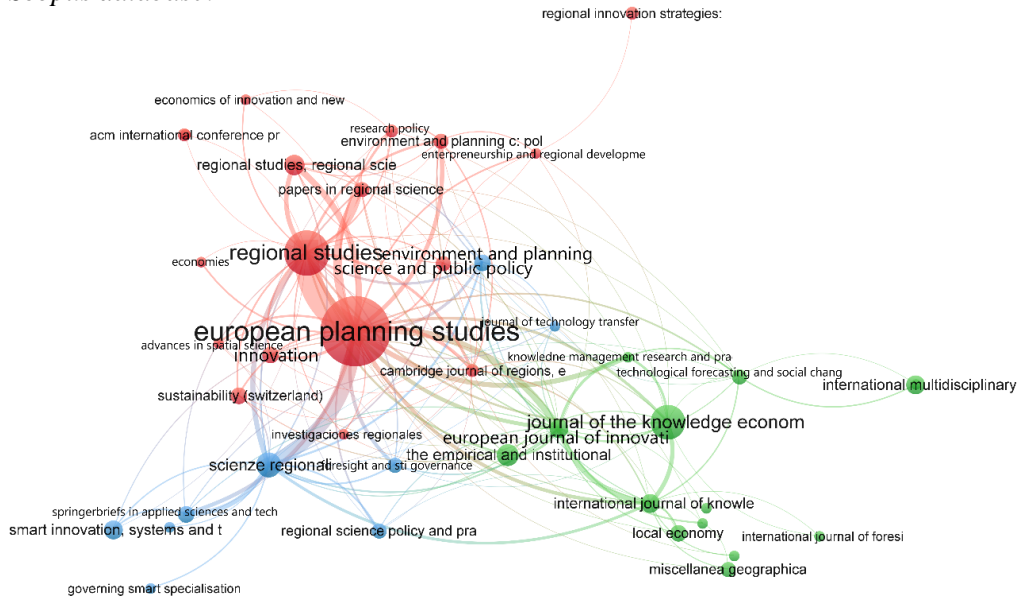 Scopus database.
regional innovation strategies:
economics of innovation and new
research policy
acm international conference pr
environment and planning c: pol
enterpreneurship and regional developme
regional studies, regional scie
papers in regional science
regional studies
environment and planning
economies
science and public policy
european planning studies
journal of technology transfer
advances in spatial science
innovation
knowledne management research and pra
cambridge journal of regions, e
technological forecasting and social chang
international multidisciplinary
sustainability (switzerland)
journal of the knowledge econom
investigaciones regionales
european journal of innovati
the empirical and institutional
scienze regionali
foresight and sti governance
international journal of knowle
springerbriefs in applied sciences and tech
smart innovation, systems and t
regional science policy and pra
local economy
international journal of foresi
miscellanea geographica
governing smart specialisation